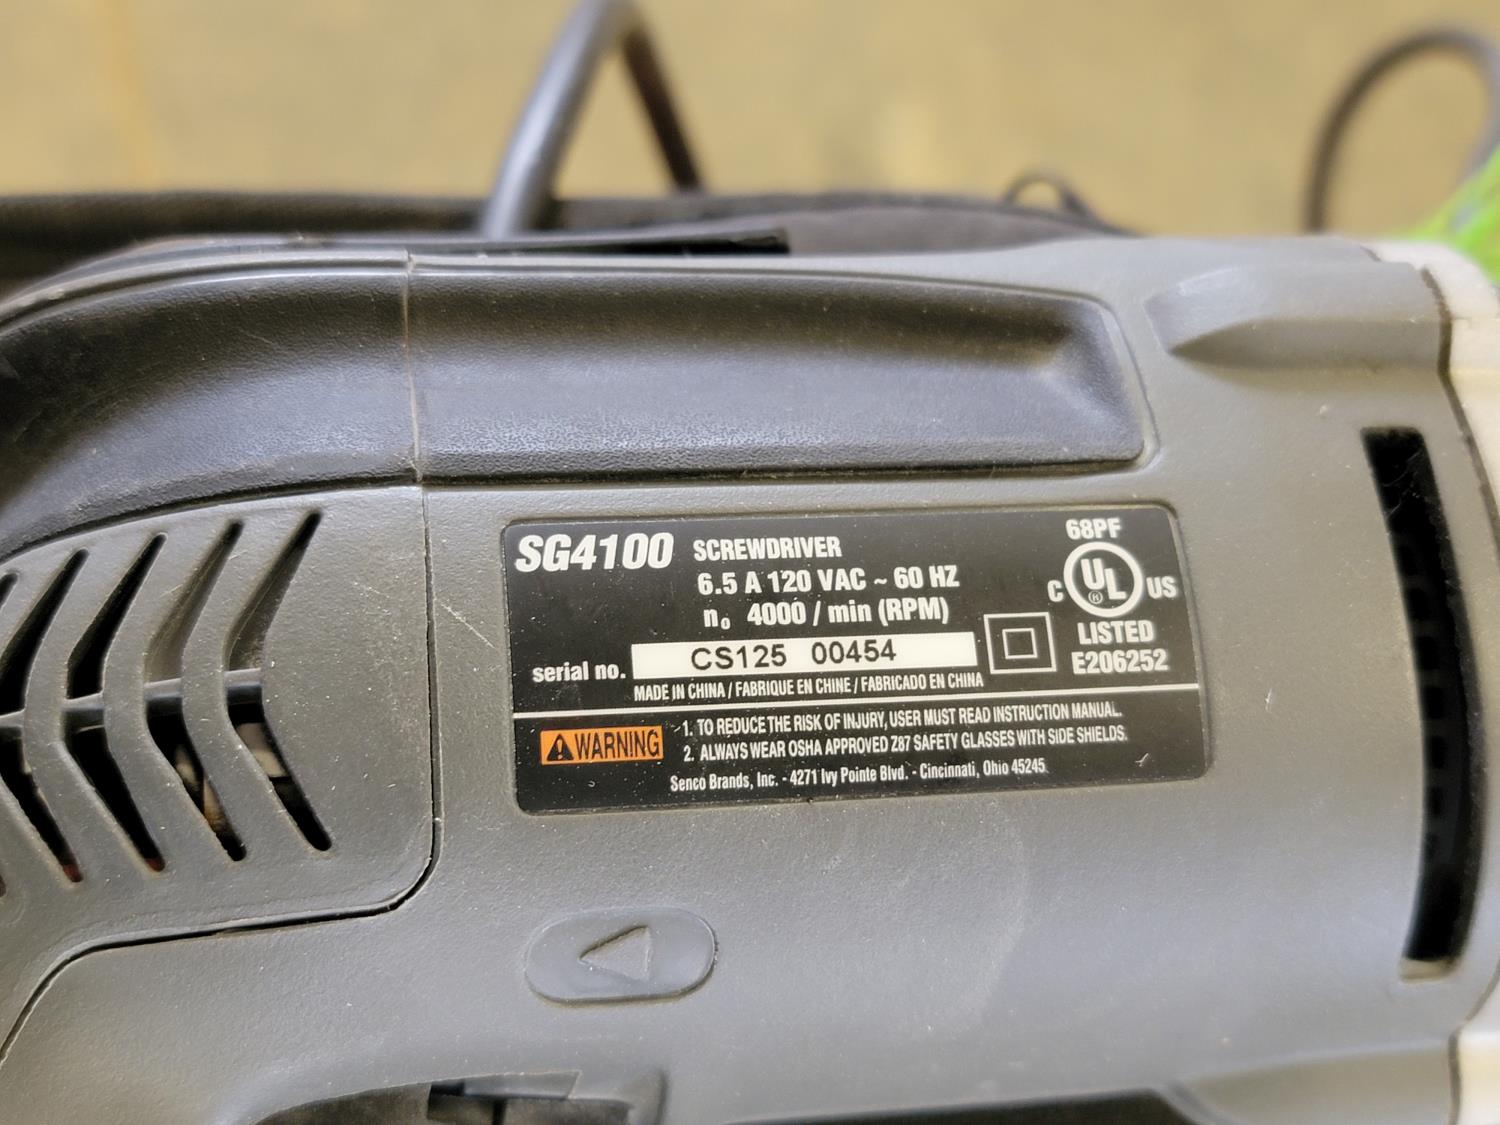 SG4100 SCREWDRIVER
6.5 A 120 VAC ~ 60 HZ
n₀ 4000 / min (RPM)
serial no. CS125 00454
MADE IN CHINA / FABRIQUE EN CHINE / FABRICADO EN CHINA
68PF
C UL ® US
LISTED
E206252
WARNING
1. TO REDUCE THE RISK OF INJURY, USER MUST READ INSTRUCTION MANUAL.
2. ALWAYS WEAR OSHA APPROVED Z87 SAFETY GLASSES WITH SIDE SHIELDS.
Senco Brands, Inc. - 4271 Ivy Pointe Blvd. - Cincinnati, Ohio 45245